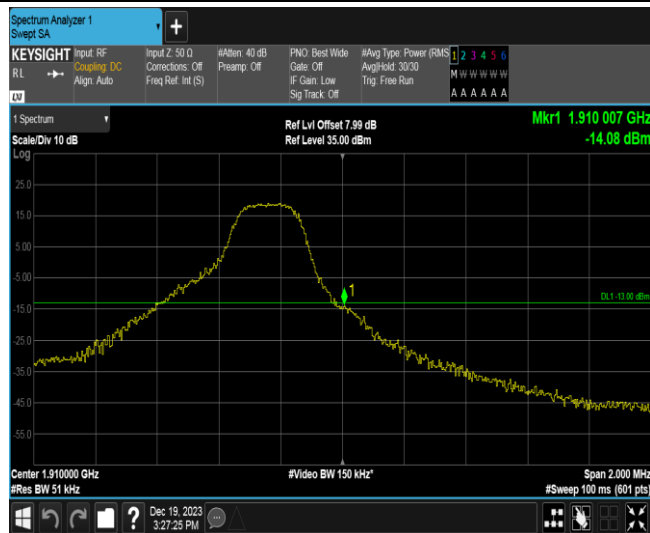 Spectrum Analyzer 1
Swept SA
+
KEYSIGHT
RL
Input: RF
Coupling: DC
Align: Auto
Input Z: 50 Ω
Corrections: Off
Freq Ref: Int (S)
#Atten: 40 dB
Preamp: Off
PNO: Best Wide
Gate: Off
IF Gain: Low
Sig Track: Off
#Avg Type: Power (RMS
Avg|Hold: 30/30
Trig: Free Run
1 2 3 4 5 6
M W W W W W
A A A A A A
1 Spectrum
Scale/Div 10 dB
Log
Ref Lvl Offset 7.99 dB
Ref Level 35.00 dBm
Mkr1 1.910 007 GHz
-14.08 dBm
25.0
15.0
5.00
-5.00
-15.0
-25.0
-35.0
-45.0
-55.0
1
DL1 -13.00 dBm
Center 1.910000 GHz
#Res BW 51 kHz
#Video BW 150 kHz*
Span 2.000 MHz
#Sweep 100 ms (601 pts)
?
Dec 19, 2023
3:27:25 PM